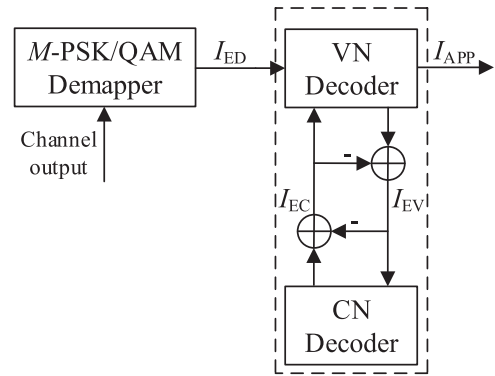 M-PSK/QAM
Demapper
I_ED
VN
Decoder
I_APP
Channel
output
-
I_EC
I_EV
-
CN
Decoder